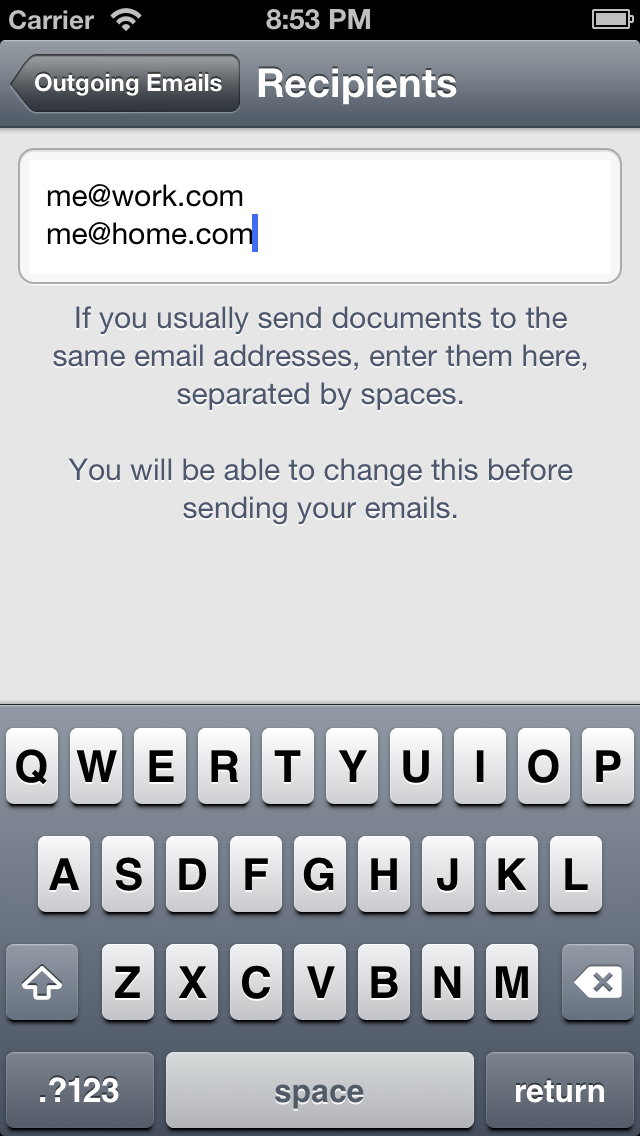 Carrier 8:53 PM
Outgoing Emails Recipients
me@work.com
me@home.com
If you usually send documents to the
same email addresses, enter them here,
separated by spaces.
You will be able to change this before
sending your emails.
Q W E R T Y U I O P
A S D F G H J K L
Z X C V B N M
.?123 space return